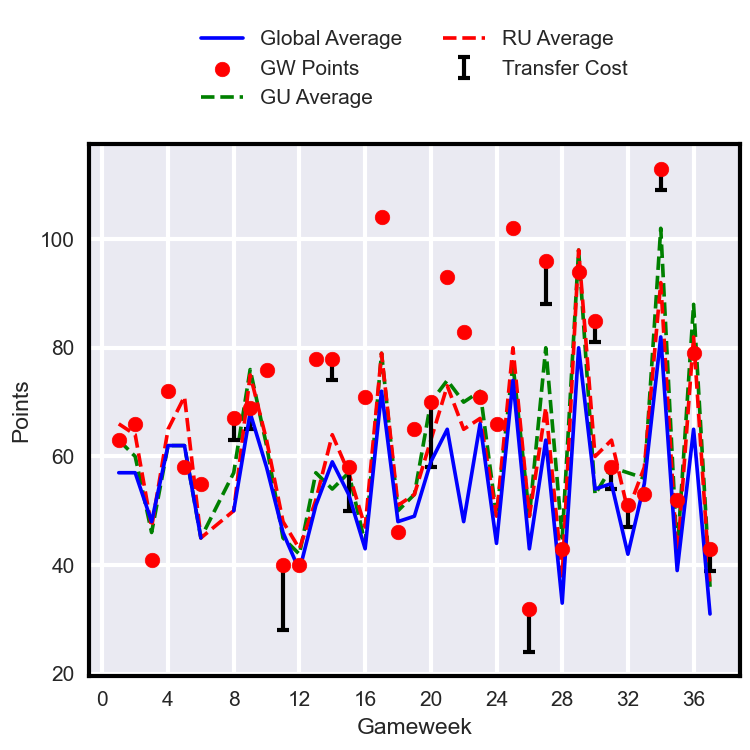 Global Average
GW Points
GU Average
RU Average
Transfer Cost
Points
100
80
60
40
20
0 4 8 12 16 20 24 28 32 36
Gameweek